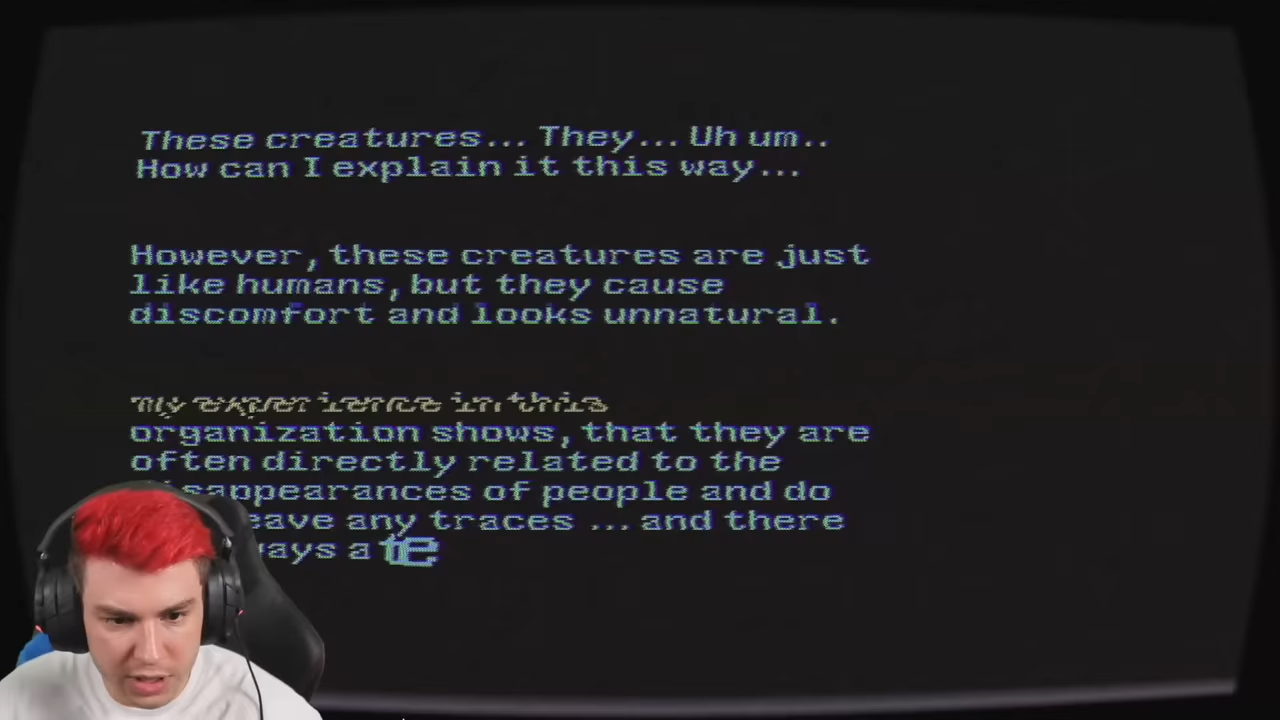 These creatures... They... Uh um..
How can I explain it this way...
However, these creatures are just
like humans, but they cause
discomfort and looks unnatural.
my experience in this
organization shows, that they are
often directly related to the
disappearances of people and do
eave any traces ... and there
ways a te